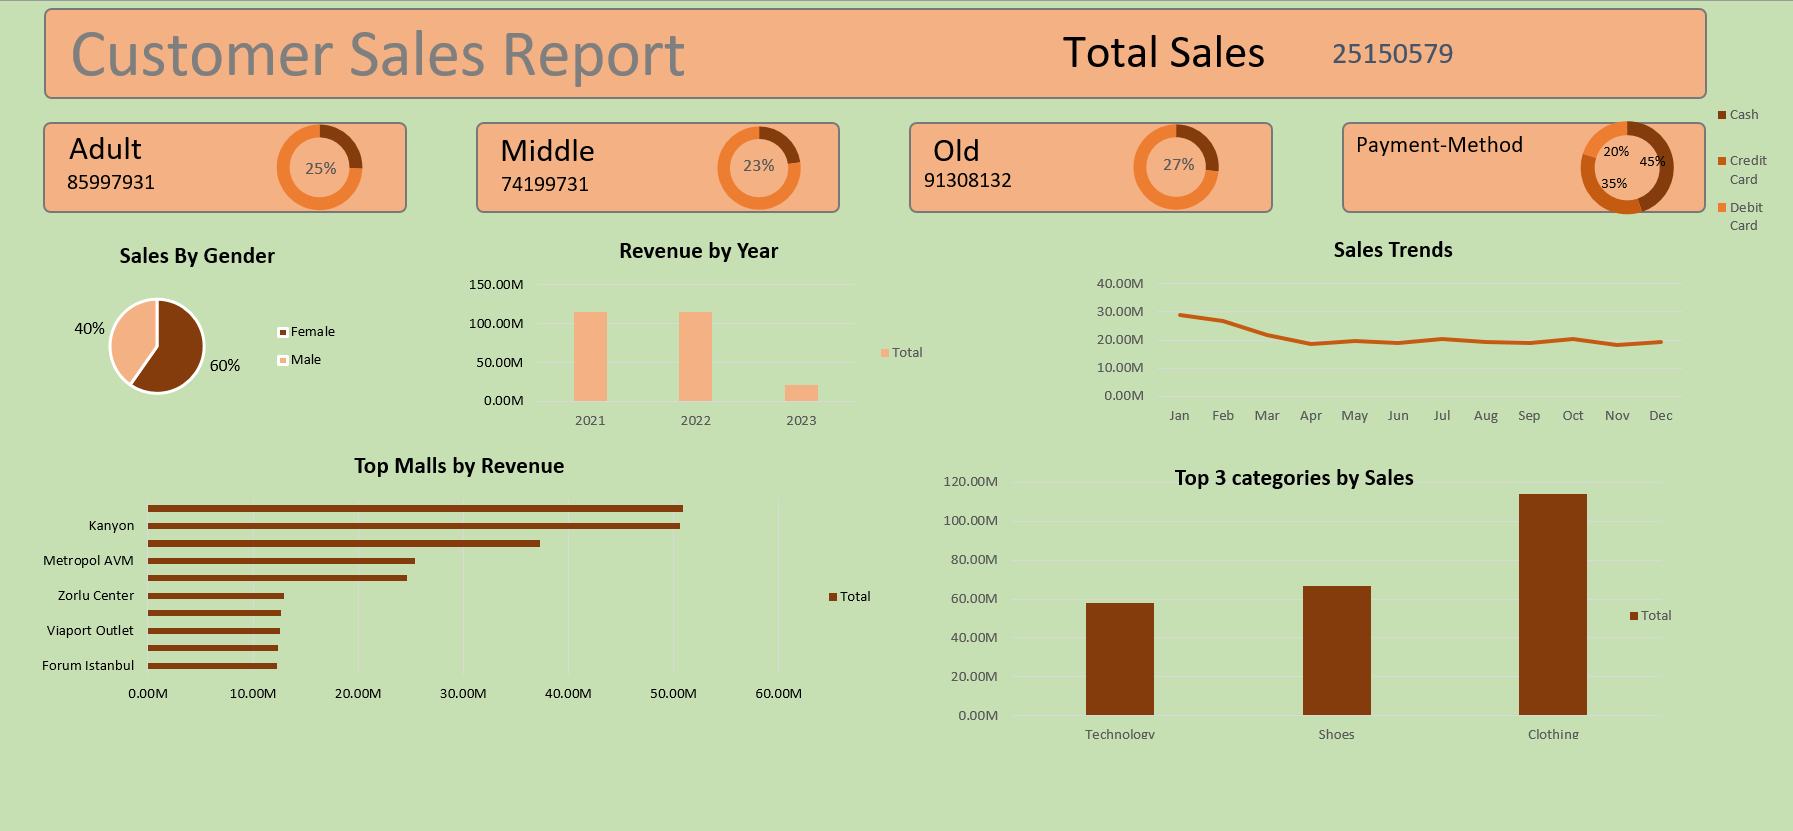 Customer Sales Report
Total Sales
25150579
Adult
85997931
25%
Middle
74199731
23%
Old
91308132
27%
Payment-Method
20%
45%
35%
Cash
Credit
Card
Debit
Card
Sales By Gender
40%
60%
Female
Male
Revenue by Year
150.00M
100.00M
50.00M
0.00M
2021
2022
2023
Total
Sales Trends
40.00M
30.00M
20.00M
10.00M
0.00M
Jan Feb Mar Apr May Jun Jul Aug Sep Oct Nov Dec
Top Malls by Revenue
Kanyon
Metropol AVM
Zorlu Center
Viaport Outlet
Forum Istanbul
0.00M 10.00M 20.00M 30.00M 40.00M 50.00M 60.00M
Total
Top 3 categories by Sales
120.00M
100.00M
80.00M
60.00M
40.00M
20.00M
0.00M
Technology Shoes Clothing
Total